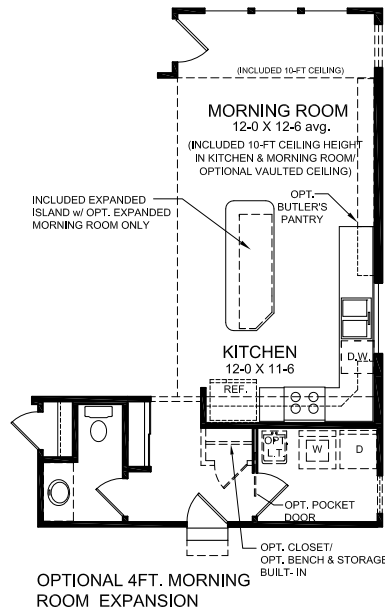 (INCLUDED 10-FT CEILING)
MORNING ROOM
12-0 X 12-6 avg.
(INCLUDED 10-FT CEILING HEIGHT
IN KITCHEN & MORNING ROOM/
OPTIONAL VAULTED CEILING)
INCLUDED EXPANDED
ISLAND w/ OPT. EXPANDED
MORNING ROOM ONLY
OPT.
BUTLER'S
PANTRY
KITCHEN
12-0 X 11-6
D.W.
REF.
OPT.
L.T.
W
D
OPT. POCKET
DOOR
OPT. CLOSET/
OPT. BENCH & STORAGE
BUILT- IN
OPTIONAL 4FT. MORNING
ROOM EXPANSION